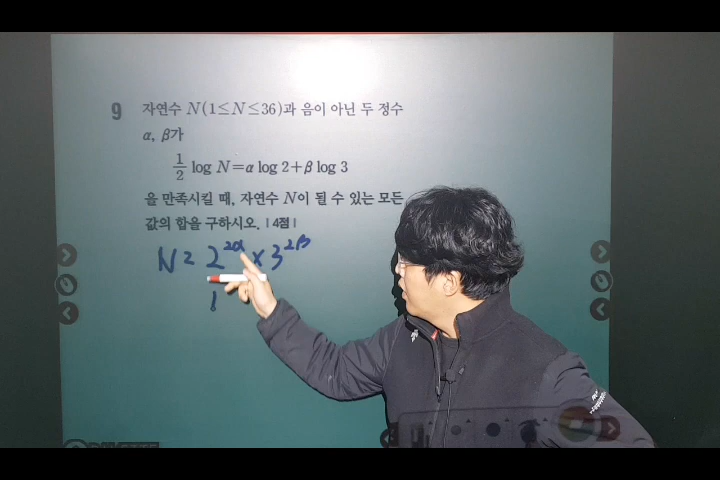 9 자연수 N(1≤N≤36)과 음이 아닌 두 정수
α, β가
1/2 log N=α log 2+β log 3
을 만족시킬 때, 자연수 N이 될 수 있는 모든
값의 합을 구하시오. |4점|
N = 2^{2α} × 3^{2β}
1